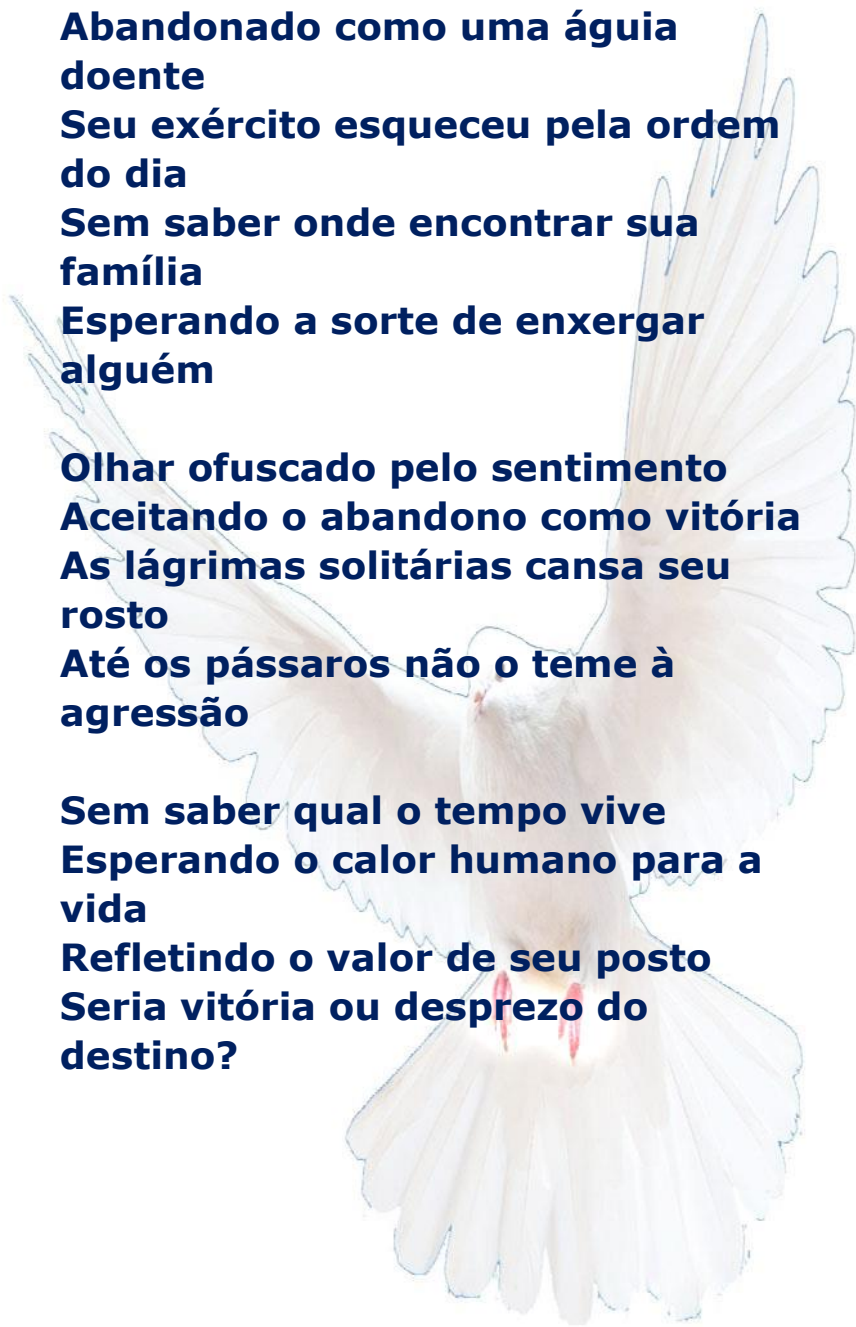 Abandonado como uma águia
doente
Seu exército esqueceu pela ordem
do dia
Sem saber onde encontrar sua
família
Esperando a sorte de enxergar
alguém

Olhar ofuscado pelo sentimento
Aceitando o abandono como vitória
As lágrimas solitárias cansa seu
rosto
Até os pássaros não o teme à
agressão

Sem saber qual o tempo vive
Esperando o calor humano para a
vida
Refletindo o valor de seu posto
Seria vitória ou desprezo do
destino?